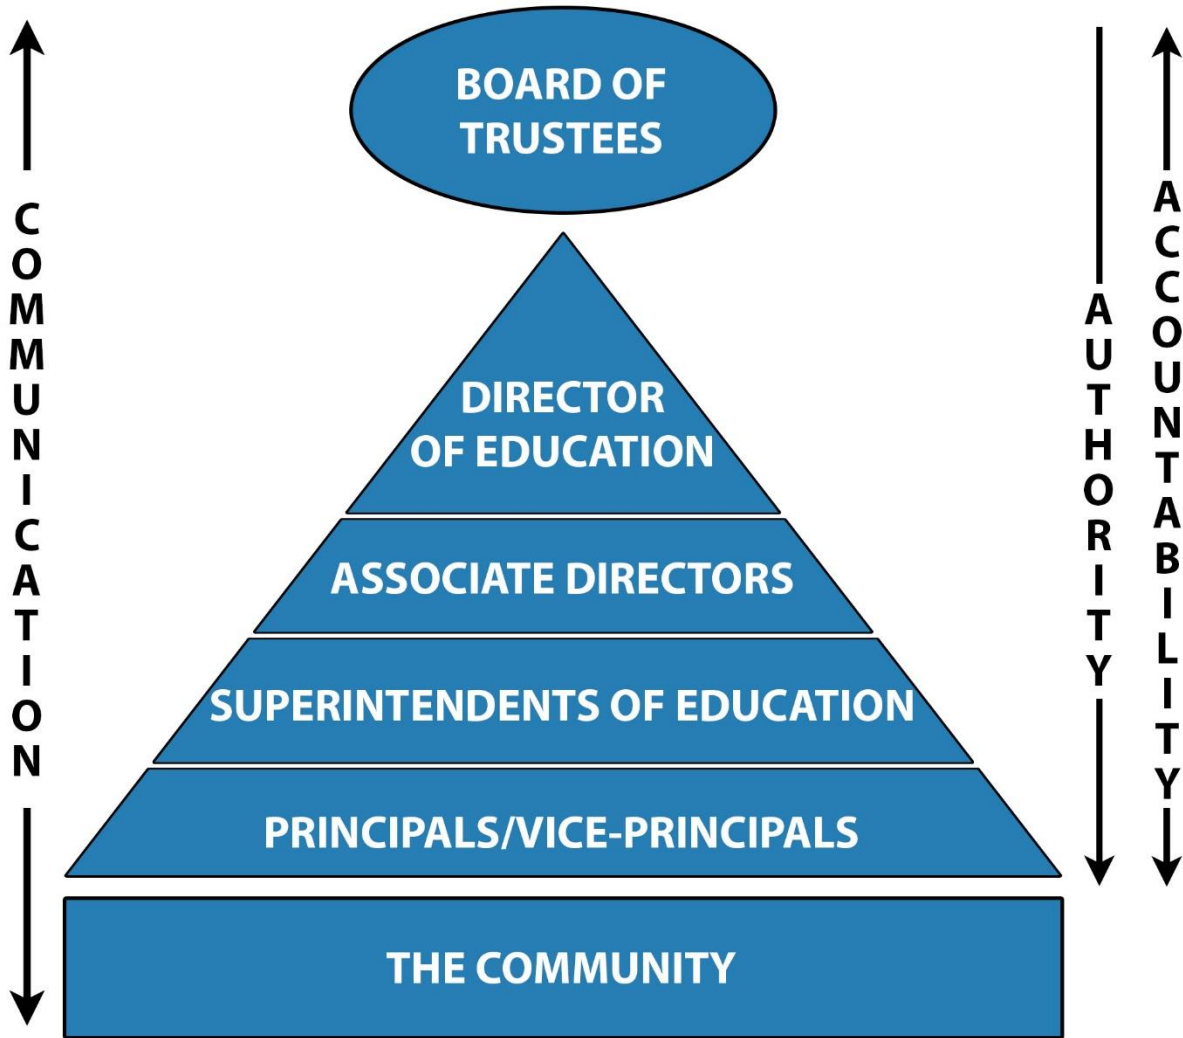 BOARD OF
TRUSTEES
DIRECTOR
OF EDUCATION
ASSOCIATE DIRECTORS
SUPERINTENDENTS OF EDUCATION
PRINCIPALS/VICE-PRINCIPALS
THE COMMUNITY
COMMUNICATION
AUTHORITY
ACCOUNTABILITY